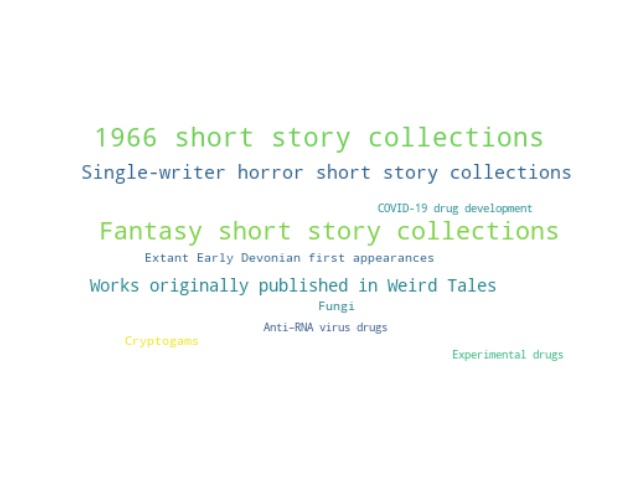 1966 short story collections
Single-writer horror short story collections
COVID-19 drug development
Fantasy short story collections
Extant Early Devonian first appearances
Works originally published in Weird Tales
Fungi
Anti-RNA virus drugs
Cryptogams
Experimental drugs